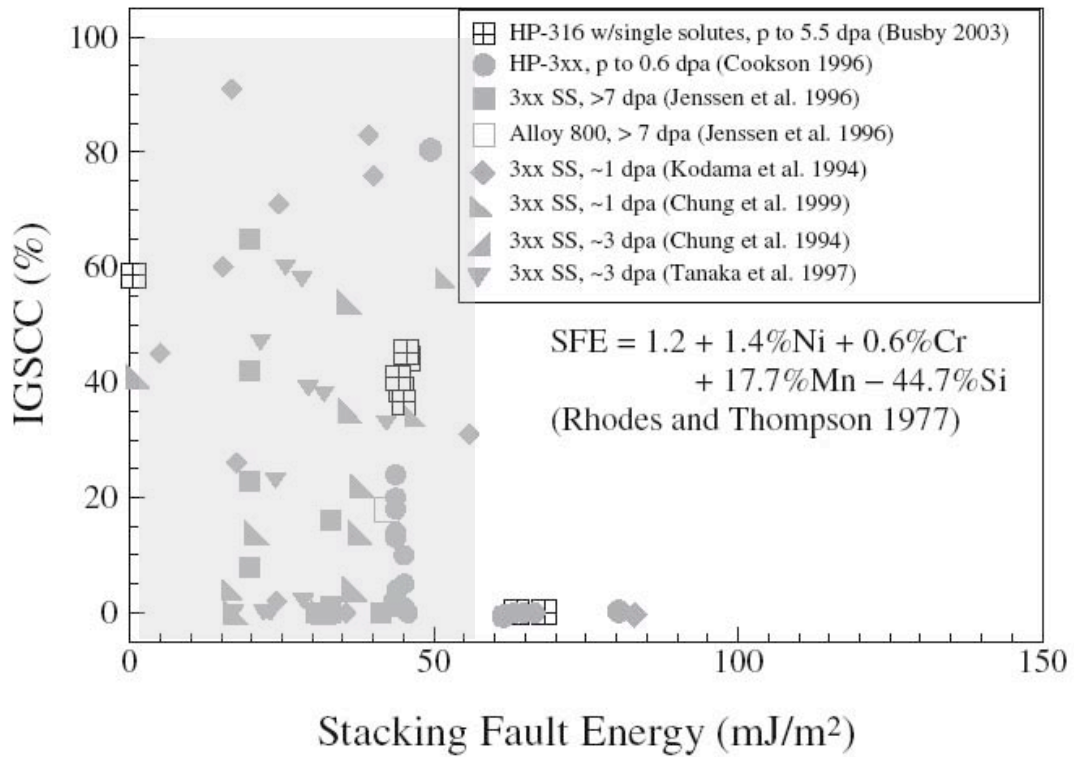 HP-316 w/single solutes, p to 5.5 dpa (Busby 2003)
HP-3xx, p to 0.6 dpa (Cookson 1996)
3xx SS, >7 dpa (Jenssen et al. 1996)
Alloy 800, > 7 dpa (Jenssen et al. 1996)
3xx SS, ~1 dpa (Kodama et al. 1994)
3xx SS, ~1 dpa (Chung et al. 1999)
3xx SS, ~3 dpa (Chung et al. 1994)
3xx SS, ~3 dpa (Tanaka et al. 1997)
SFE = 1.2 + 1.4%Ni + 0.6%Cr
+ 17.7%Mn – 44.7%Si
(Rhodes and Thompson 1977)
IGSCC (%)
100
80
60
40
20
0
0 50 100 150
Stacking Fault Energy (mJ/m²)